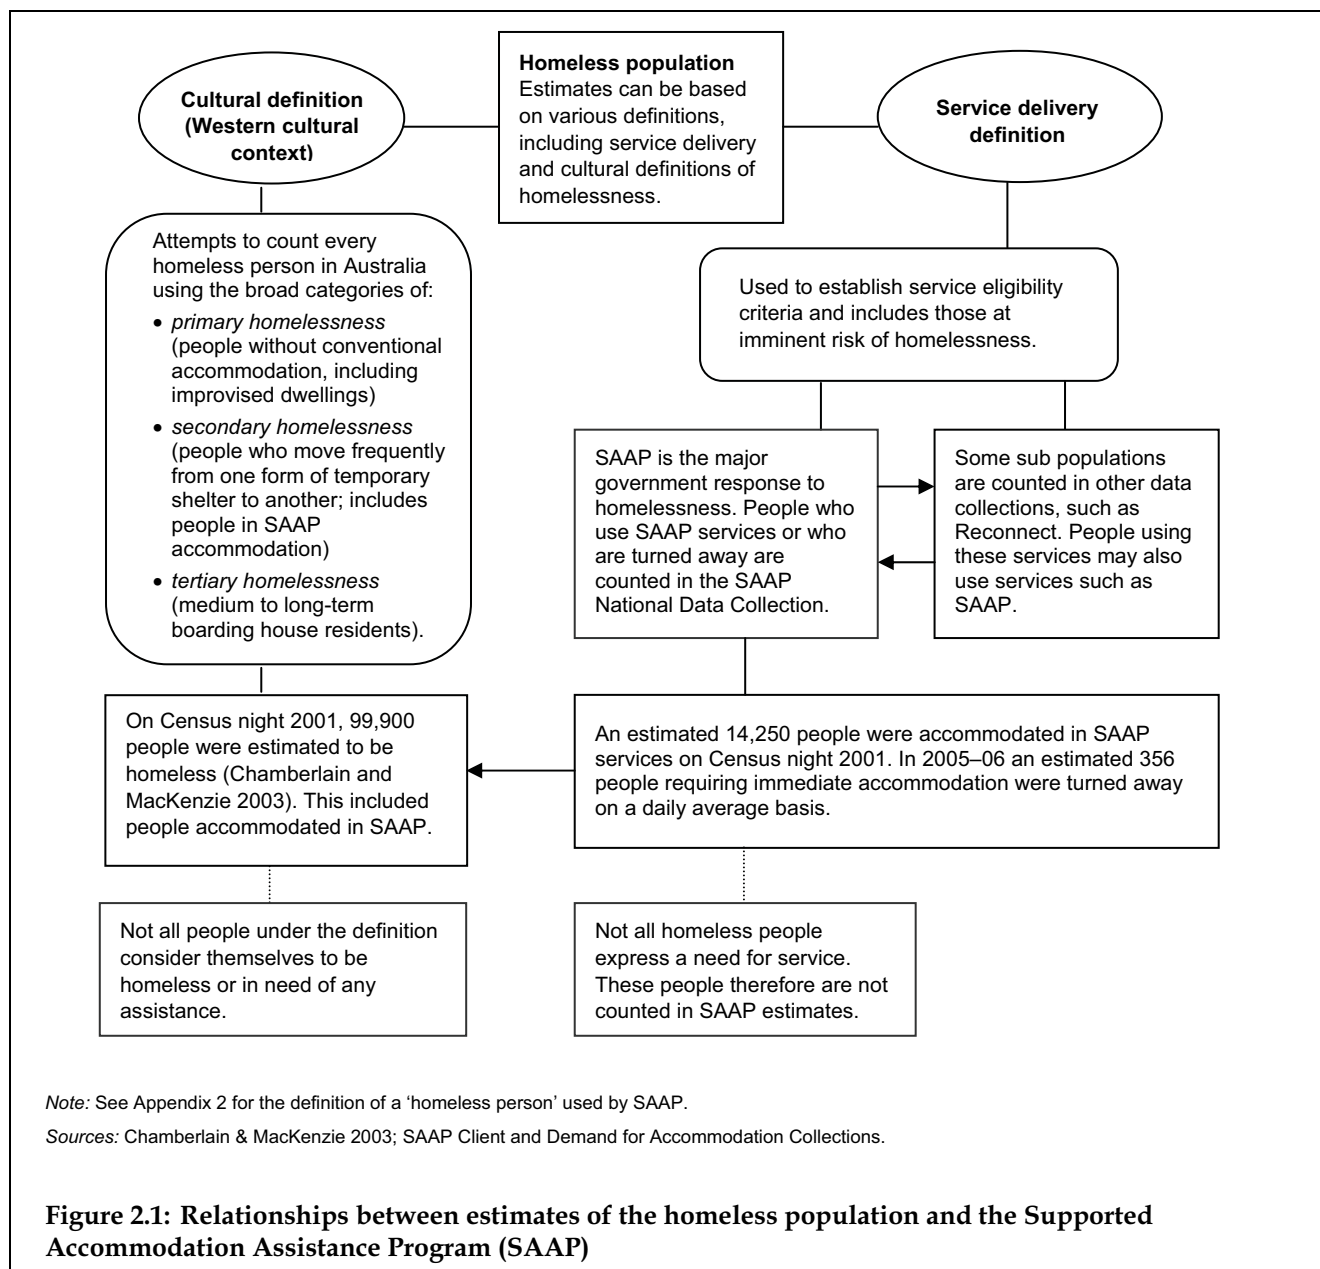 Homeless population
Estimates can be based
on various definitions,
including service delivery
and cultural definitions of
homelessness.
Cultural definition
(Western cultural
context)
Service delivery
definition
Attempts to count every
homeless person in Australia
using the broad categories of:
• primary homelessness
(people without conventional
accommodation, including
improvised dwellings)
• secondary homelessness
(people who move frequently
from one form of temporary
shelter to another; includes
people in SAAP
accommodation)
• tertiary homelessness
(medium to long-term
boarding house residents).
Used to establish service eligibility
criteria and includes those at
imminent risk of homelessness.
SAAP is the major
government response to
homelessness. People who
use SAAP services or who
are turned away are
counted in the SAAP
National Data Collection.
Some sub populations
are counted in other data
collections, such as
Reconnect. People using
these services may also
use services such as
SAAP.
On Census night 2001, 99,900
people were estimated to be
homeless (Chamberlain and
MacKenzie 2003). This included
people accommodated in SAAP.
An estimated 14,250 people were accommodated in SAAP
services on Census night 2001. In 2005–06 an estimated 356
people requiring immediate accommodation were turned away
on a daily average basis.
Not all people under the definition
consider themselves to be
homeless or in need of any
assistance.
Not all homeless people
express a need for service.
These people therefore are not
counted in SAAP estimates.
Note: See Appendix 2 for the definition of a ‘homeless person’ used by SAAP.
Sources: Chamberlain & MacKenzie 2003; SAAP Client and Demand for Accommodation Collections.
Figure 2.1: Relationships between estimates of the homeless population and the Supported
Accommodation Assistance Program (SAAP)